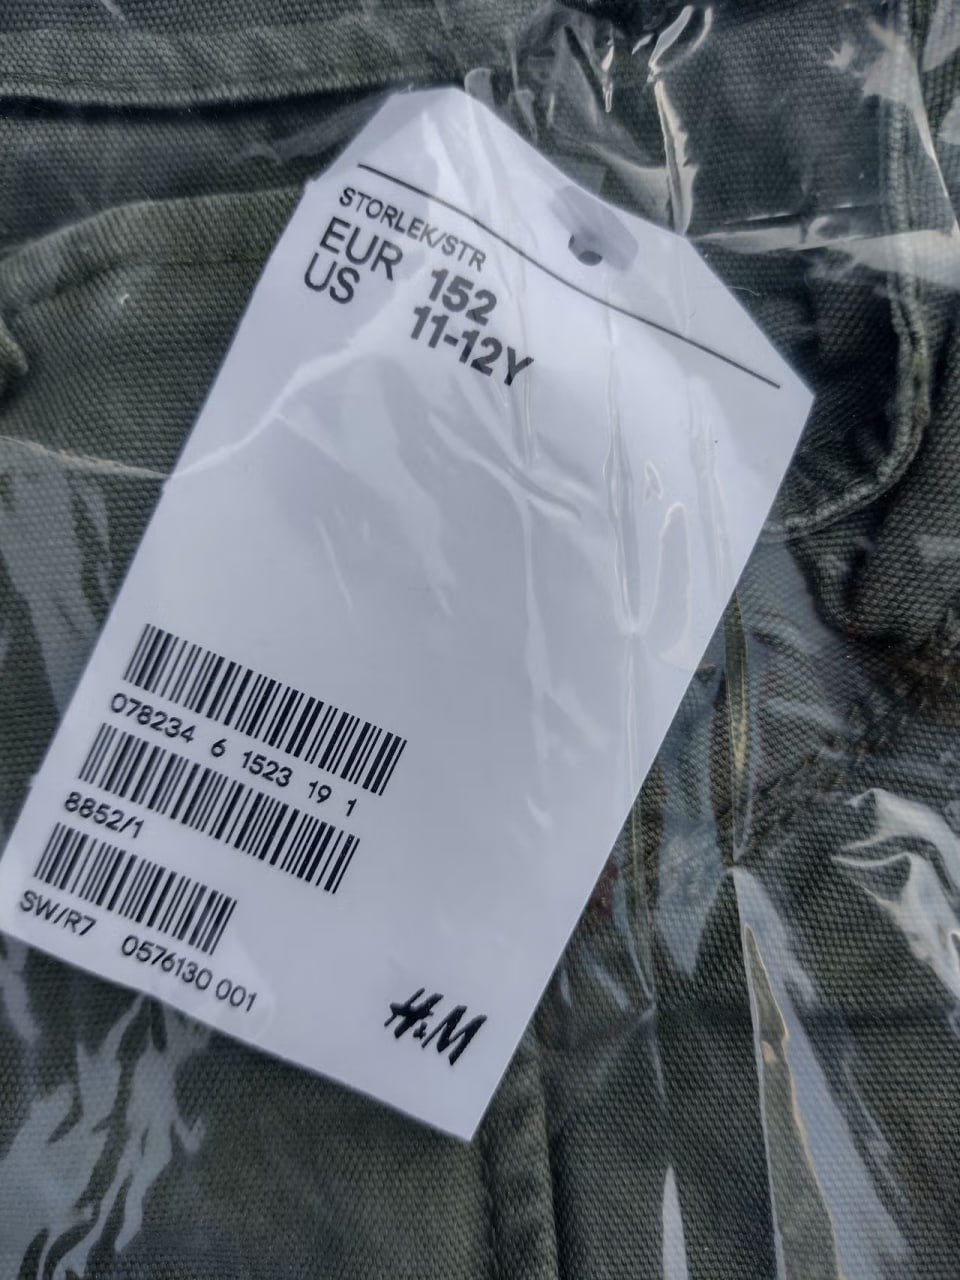 STORLEK/STR
EUR 152
US 11-12Y
078234 6 1523 19 1
8852/1
SW/R7 0576130 001
H&M